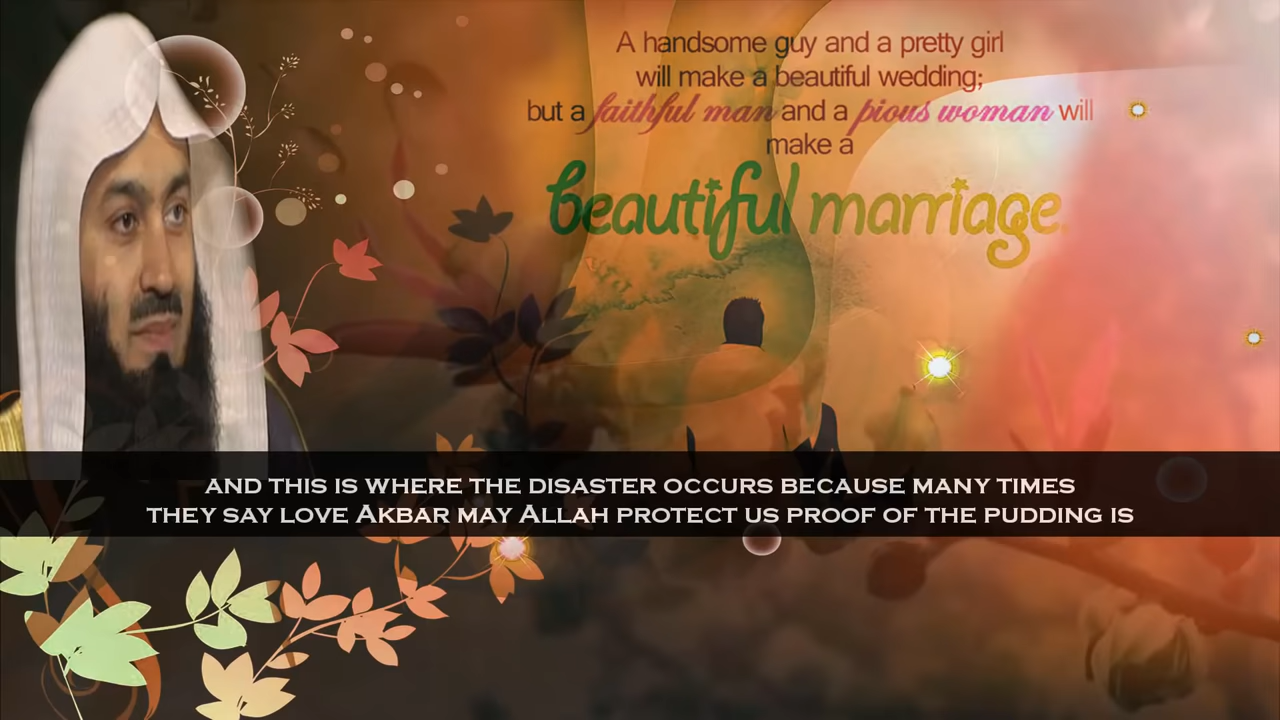 A handsome guy and a pretty girl
will make a beautiful wedding;
but a faithful man and a pious woman will
make a
beautiful marriage.
AND THIS IS WHERE THE DISASTER OCCURS BECAUSE MANY TIMES
THEY SAY LOVE AKBAR MAY ALLAH PROTECT US PROOF OF THE PUDDING IS